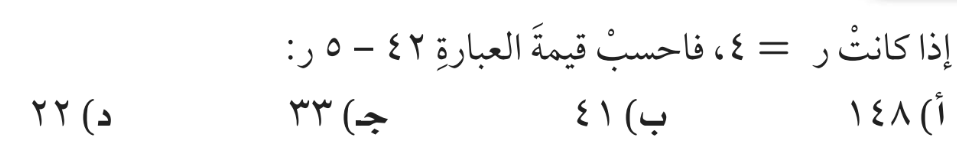 إذا كانتْ ر = ٤، فاحسبْ قيمةَ العبارةِ ٤٢ – ٥ ر:
أ) ١٤٨ ب) ٤١ جـ) ٣٣ د) ٢٢